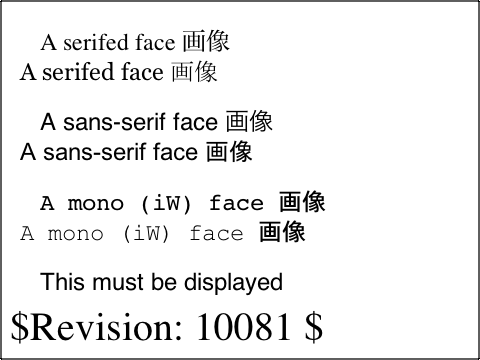 A serifed face 画像
A serifed face 画像
A sans-serif face 画像
A sans-serif face 画像
A mono (iW) face 画像
A mono (iW) face 画像
This must be displayed
$Revision: 10081 $